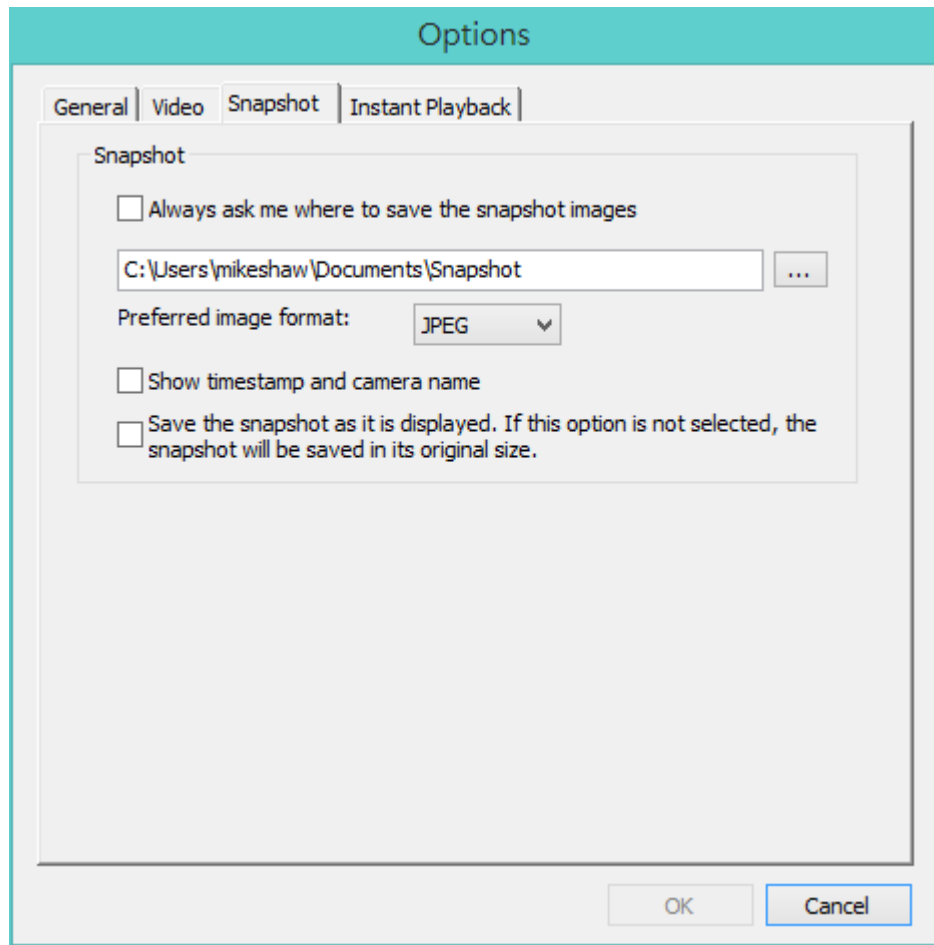 Options
General Video Snapshot Instant Playback
Snapshot
Always ask me where to save the snapshot images
C:\Users\mikeshaw\Documents\Snapshot ...
Preferred image format: JPEG
Show timestamp and camera name
Save the snapshot as it is displayed. If this option is not selected, the
snapshot will be saved in its original size.
OK Cancel